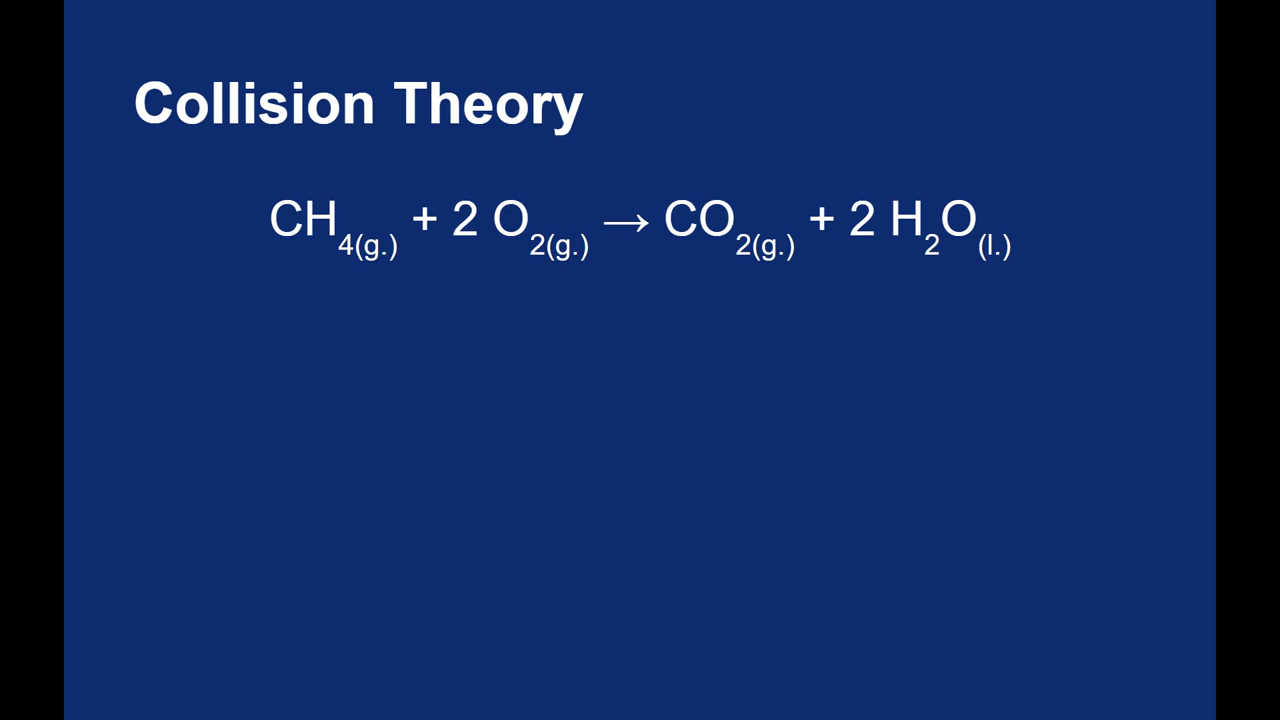 Collision Theory
CH4(g.) + 2 O2(g.) → CO2(g.) + 2 H2O(l.)